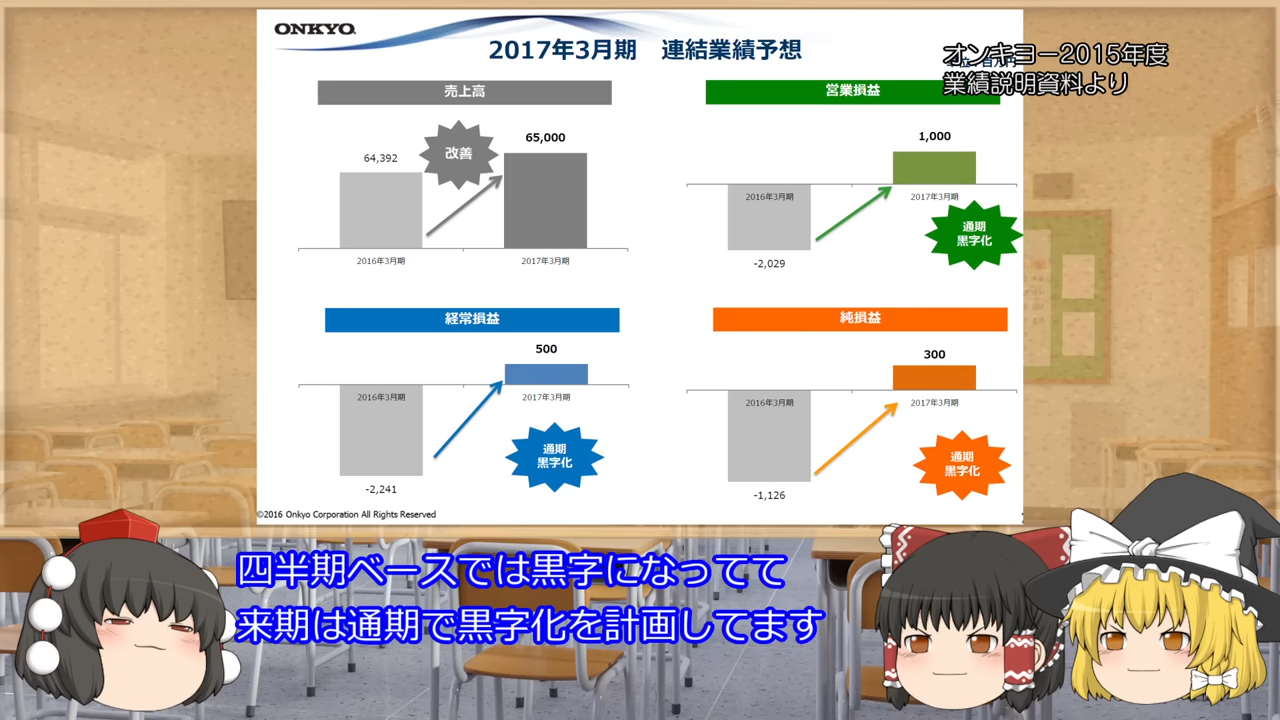 ONKYO
2017年3月期 連結業績予想
オンキヨー2015年度
業績説明資料より
売上高
営業損益
64,392
改善
65,000
2016年3月期
2017年3月期
1,000
2016年3月期
2017年3月期
-2,029
通期
黒字化
経常損益
純損益
500
2016年3月期
2017年3月期
-2,241
通期
黒字化
300
2016年3月期
2017年3月期
-1,126
通期
黒字化
©2016 Onkyo Corporation All Rights Reserved
四半期ベースでは黒字になってて
来期は通期で黒字化を計画してます